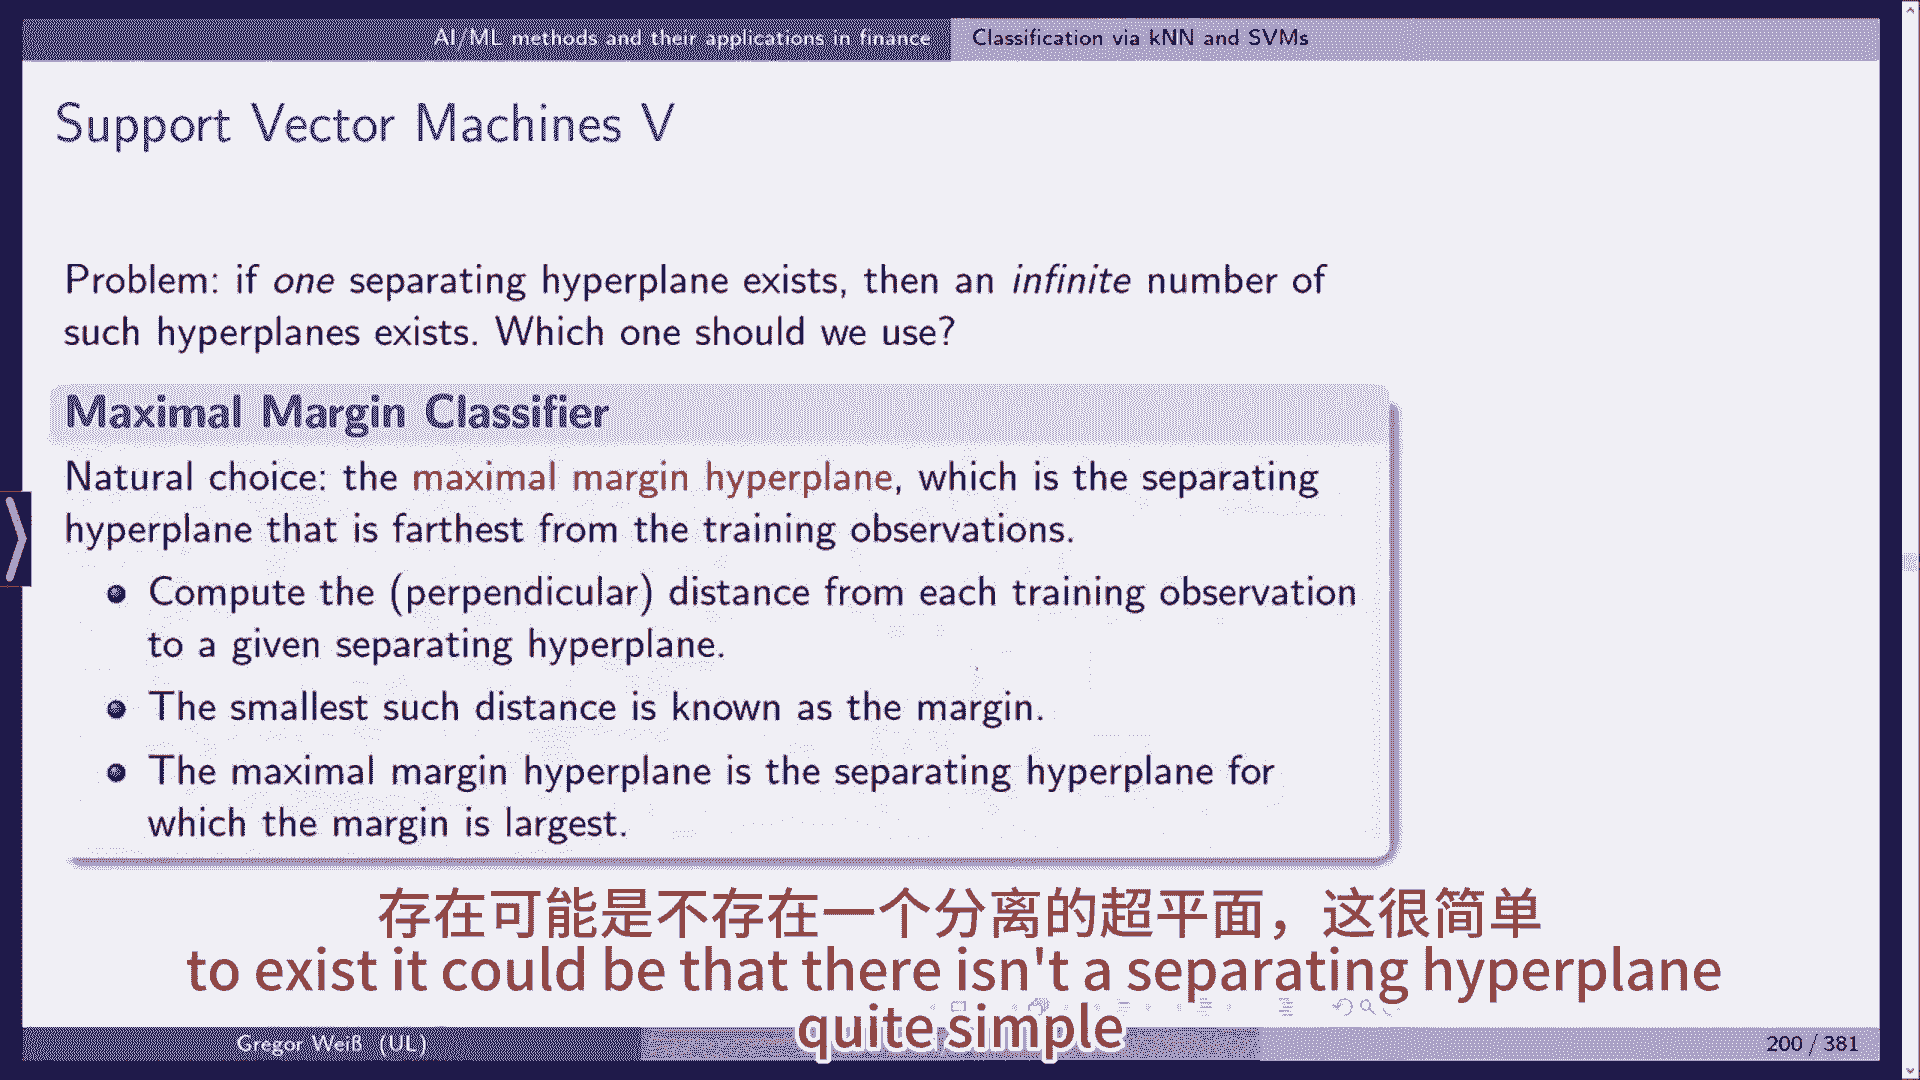 AI/ML methods and their applications in finance
Classification via kNN and SVMs
Support Vector Machines V
Problem: if one separating hyperplane exists, then an infinite number of
such hyperplanes exists. Which one should we use?
Maximal Margin Classifier
Natural choice: the maximal margin hyperplane, which is the separating
hyperplane that is farthest from the training observations.
Compute the (perpendicular) distance from each training observation
to a given separating hyperplane.
The smallest such distance is known as the margin.
The maximal margin hyperplane is the separating hyperplane for
which the margin is largest.
存在可能是不存在一个分离的超平面，这很简单
to exist it could be that there isn't a separating hyperplane
quite simple
Gregor Weiß (UL)
200 / 381